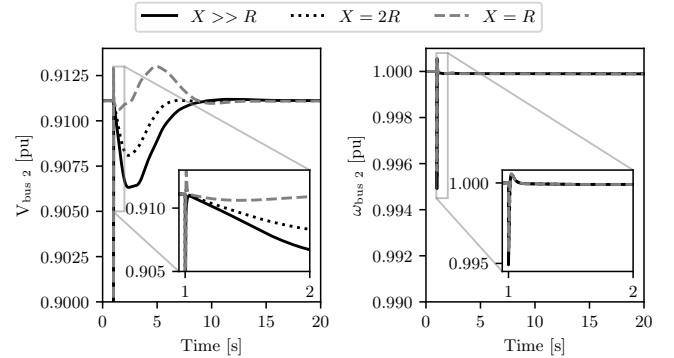 X >> R   X = 2R   X = R
V_bus 2 [pu]
0.9125
0.9100
0.9075
0.9050
0.9025
0.9000
0   5   10   15   20
Time [s]
0.910
0.905
1   2
ω_bus 2 [pu]
1.000
0.998
0.996
0.994
0.992
0.990
0   5   10   15   20
Time [s]
1.000
0.995
1   2